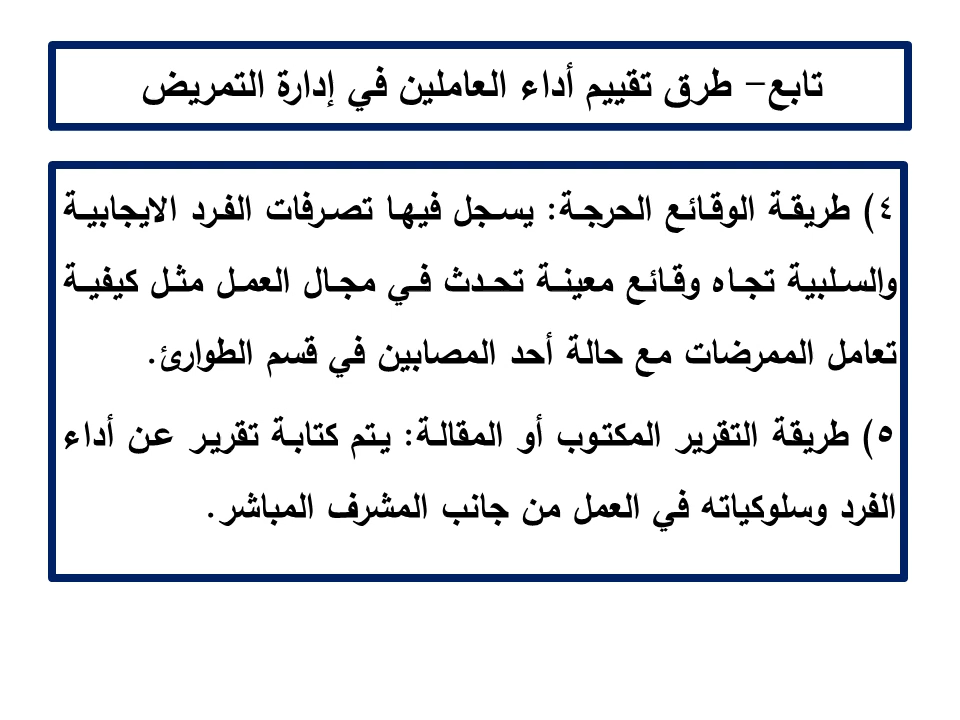 تابع- طرق تقييم أداء العاملين في إدارة التمريض
٤) طريقة الوقائع الحرجة: يسجل فيها تصرفات الفرد الايجابية
والسلبية تجاه وقائع معينة تحدث في مجال العمل مثل كيفية
تعامل الممرضات مع حالة أحد المصابين في قسم الطوارئ.
٥) طريقة التقرير المكتوب أو المقالة: يتم كتابة تقرير عن أداء
الفرد وسلوكياته في العمل من جانب المشرف المباشر.